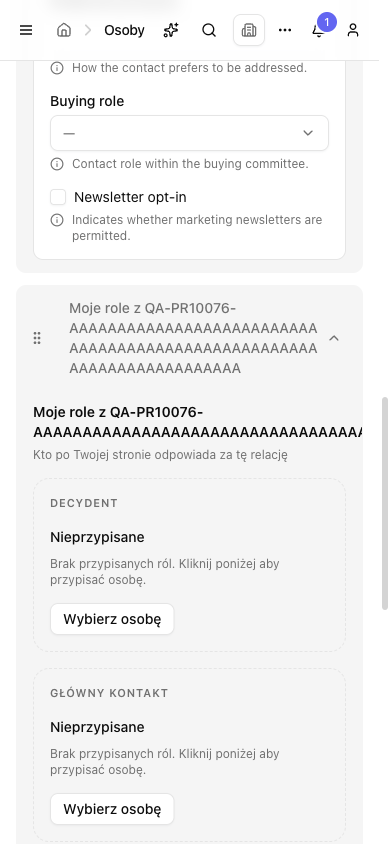 Osoby
1
How the contact prefers to be addressed.
Buying role
—
Contact role within the buying committee.
Newsletter opt-in
Indicates whether marketing newsletters are
permitted.
Moje role z QA-PR10076-
AAAAAAAAAAAAAAAAAAAAAAAAAA
AAAAAAAAAAAAAAAAAAAAAAAAAA
AAAAAAAAAAAAAAAAAA
Moje role z QA-PR10076-
AAAAAAAAAAAAAAAAAAAAAAAAAAAAAAAAAA
Kto po Twojej stronie odpowiada za tę relację
DECYDENT
Nieprzypisane
Brak przypisanych ról. Kliknij poniżej aby
przypisać osobę.
Wybierz osobę
GŁÓWNY KONTAKT
Nieprzypisane
Brak przypisanych ról. Kliknij poniżej aby
przypisać osobę.
Wybierz osobę